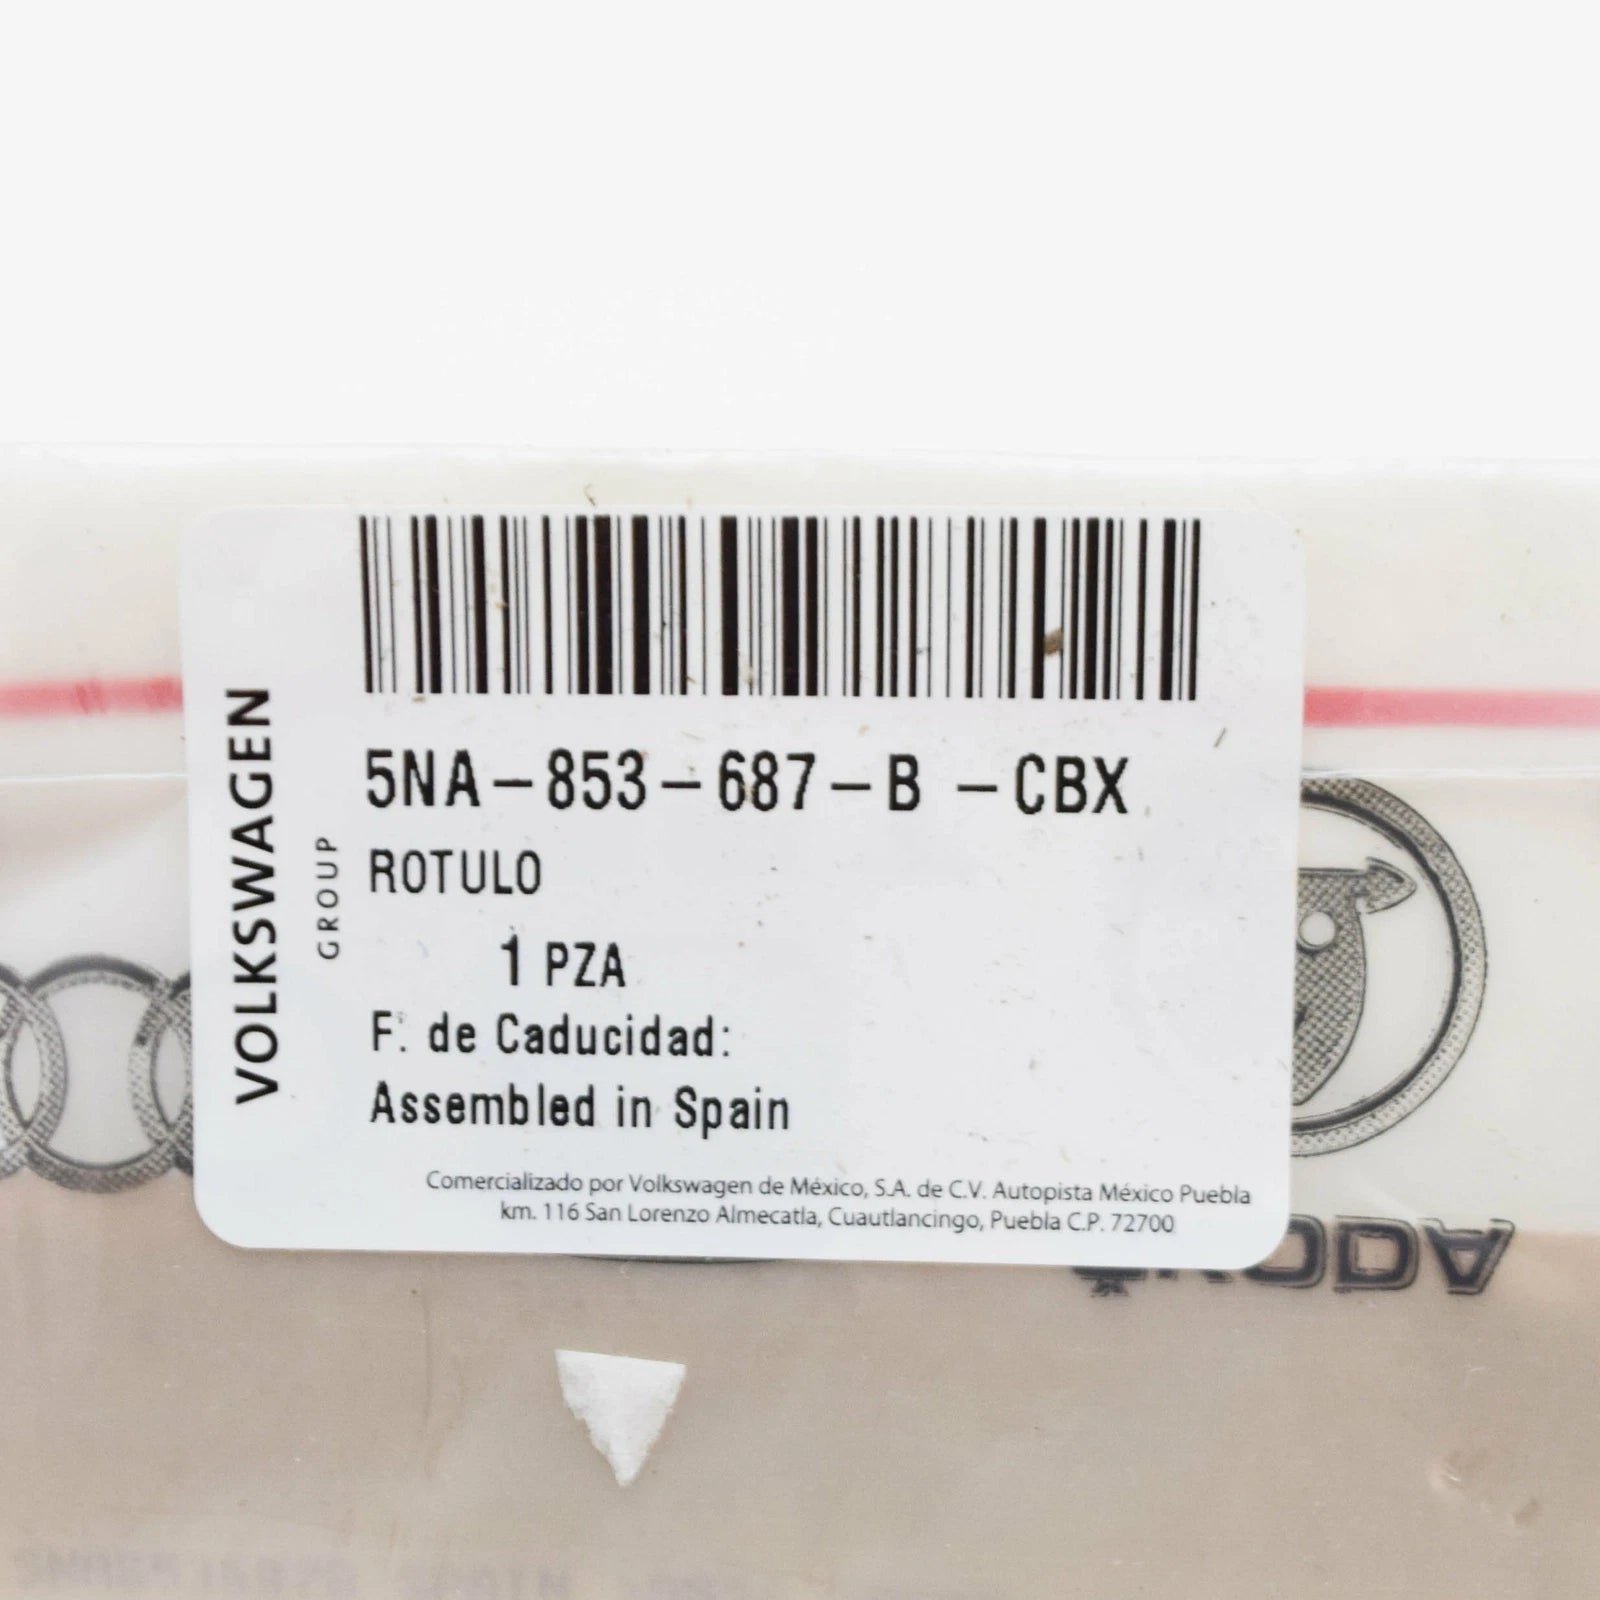 5NA-853-687-B -CBX
ROTULO
1 PZA
F. de Caducidad:
Assembled in Spain
Comercializado por Volkswagen de México, S.A. de C.V. Autopista México Puebla
km. 116 San Lorenzo Almecatla, Cuautlancingo, Puebla C.P. 72700
VOLKSWAGEN
GROUP